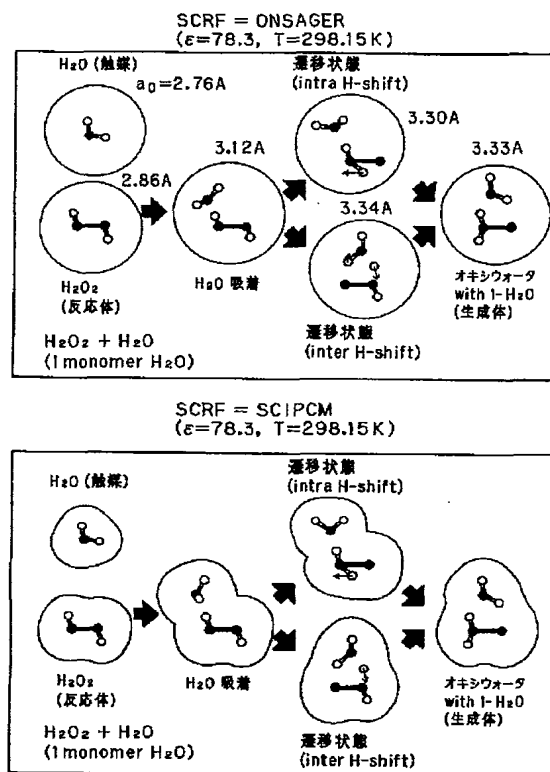 SCRF = ONSAGER
(ε=78.3, T=298.15K)
H₂O (触媒)
a₀=2.76A
遷移状態
(intra H-shift)
3.30A
3.12A
3.33A
2.86A
3.34A
H₂O₂
(反応体)
H₂O 吸着
オキシウォータ
with 1-H₂O
(生成体)
遷移状態
(inter H-shift)
H₂O₂ + H₂O
(1 monomer H₂O)
SCRF = SCIPCM
(ε=78.3, T=298.15K)
遷移状態
(intra H-shift)
H₂O (触媒)
H₂O₂
(反応体)
H₂O 吸着
オキシウォータ
with 1-H₂O
(生成体)
遷移状態
(inter H-shift)
H₂O₂ + H₂O
(1 monomer H₂O)